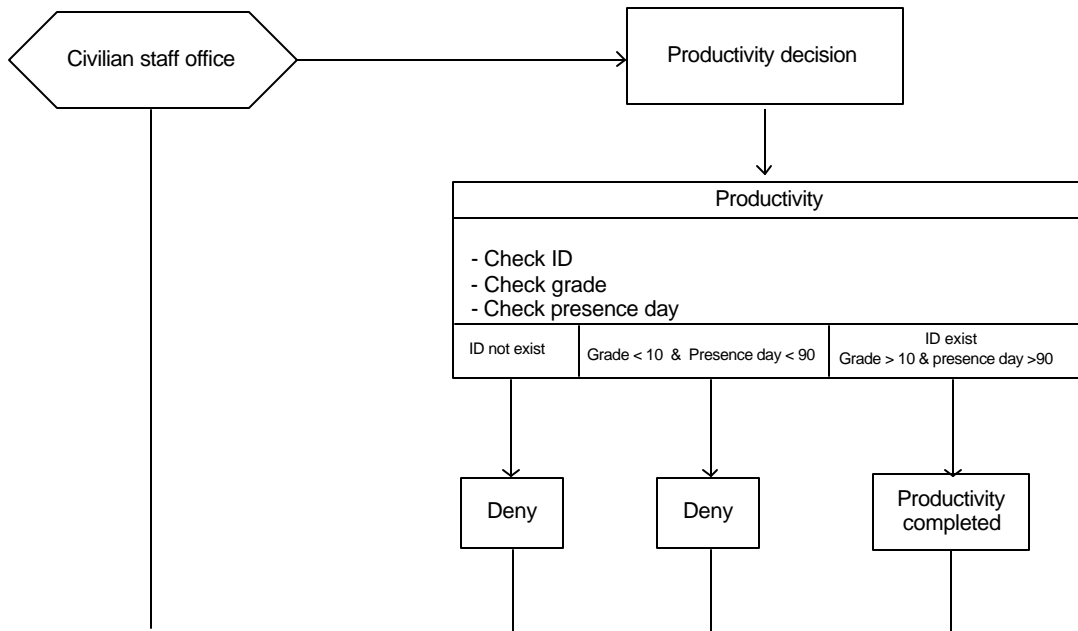 Civilian staff office
Productivity decision
Productivity
- Check ID
- Check grade
- Check presence day
ID not exist
Grade < 10 & Presence day < 90
ID exist
Grade > 10 & presence day >90
Deny
Deny
Productivity
completed